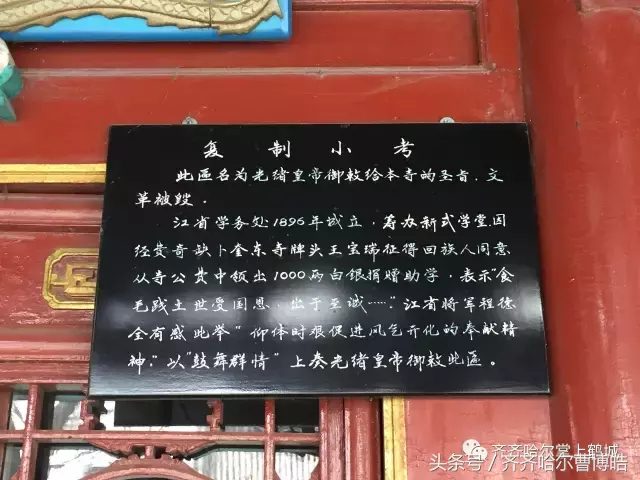 复制小考
此匾名为光绪皇帝御敕给本寺的圣旨，文
革被毁。
江省学务处1896年成立，筹办新式学堂，因
经赀奇缺卜金东寺牌头王宝瑞征得回族人同意
从寺公赀中领出1000两白银捐赠助学，表示“食
毛践土世受国恩，出于至诚……”江省将军程德
全有感此举”仰体时艰促进风气开化的奉献精
神，”以“鼓舞群情”上奏光绪皇帝御敕此匾。
齐齐哈尔掌上鹤城
头条号／齐齐哈尔曹博皓